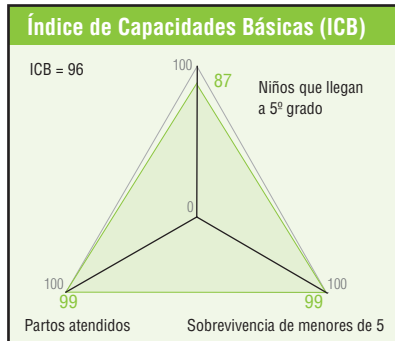 Índice de Capacidades Básicas (ICB)
ICB = 96
100
87
Niños que llegan
a 5º grado
0
100
100
99
99
Partos atendidos
Sobrevivencia de menores de 5